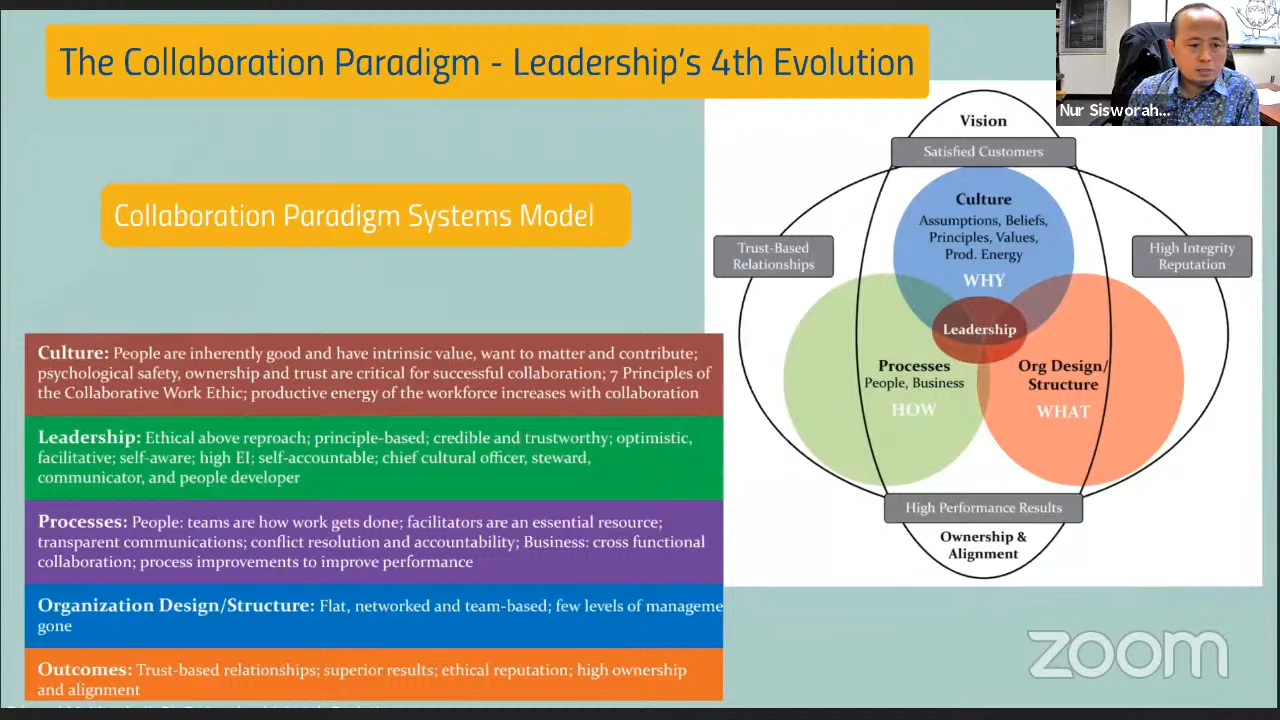 The Collaboration Paradigm - Leadership's 4th Evolution
Nur Sisworah...
Collaboration Paradigm Systems Model
Vision
Satisfied Customers
Culture
Assumptions, Beliefs,
Principles, Values,
Prod. Energy
WHY
Trust-Based
Relationships
High Integrity
Reputation
Leadership
Processes
People, Business
HOW
Org Design/
Structure
WHAT
High Performance Results
Ownership &
Alignment
Culture: People are inherently good and have intrinsic value, want to matter and contribute;
psychological safety, ownership and trust are critical for successful collaboration; 7 Principles of
the Collaborative Work Ethic; productive energy of the workforce increases with collaboration
Leadership: Ethical above reproach; principle-based; credible and trustworthy; optimistic,
facilitative; self-aware; high EI; self-accountable; chief cultural officer, steward,
communicator, and people developer
Processes: People: teams are how work gets done; facilitators are an essential resource;
transparent communications; conflict resolution and accountability; Business: cross functional
collaboration; process improvements to improve performance
Organization Design/Structure: Flat, networked and team-based; few levels of manageme
gone
Outcomes: Trust-based relationships; superior results; ethical reputation; high ownership
and alignment
zoom